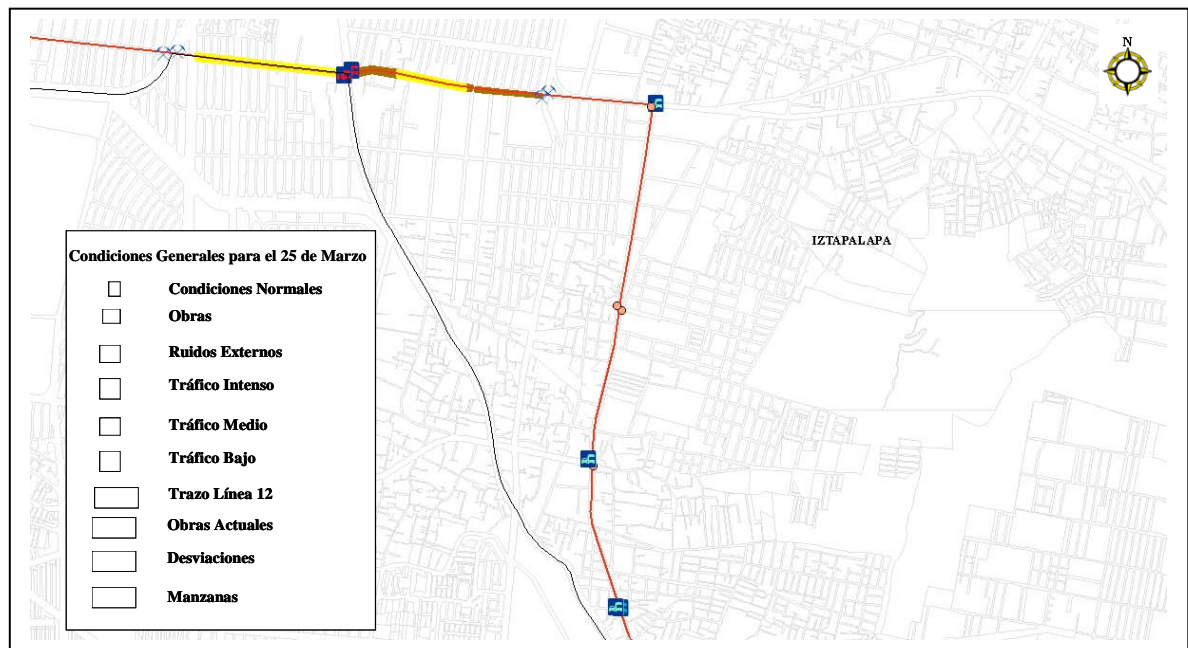 N
IZTAPALAPA
Condiciones Generales para el 25 de Marzo
Condiciones Normales
Obras
Ruidos Externos
Tráfico Intenso
Tráfico Medio
Tráfico Bajo
Trazo Línea 12
Obras Actuales
Desviaciones
Manzanas